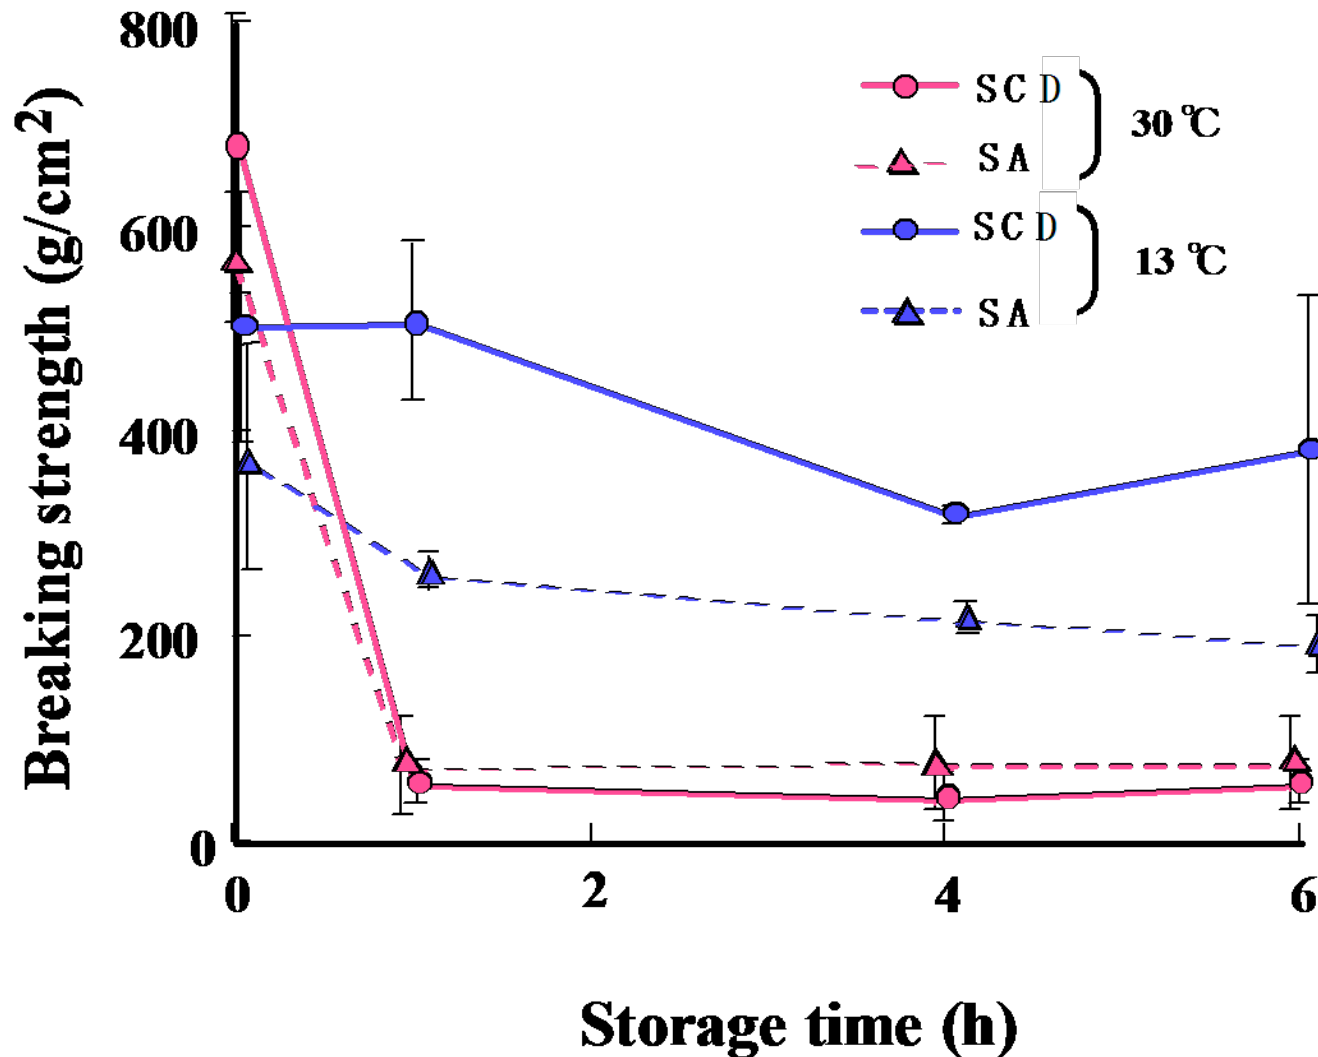 Breaking strength (g/cm²)
800
600
400
200
0
0 2 4 6
Storage time (h)
SCD
SA
30 ℃
SCD
SA
13 ℃